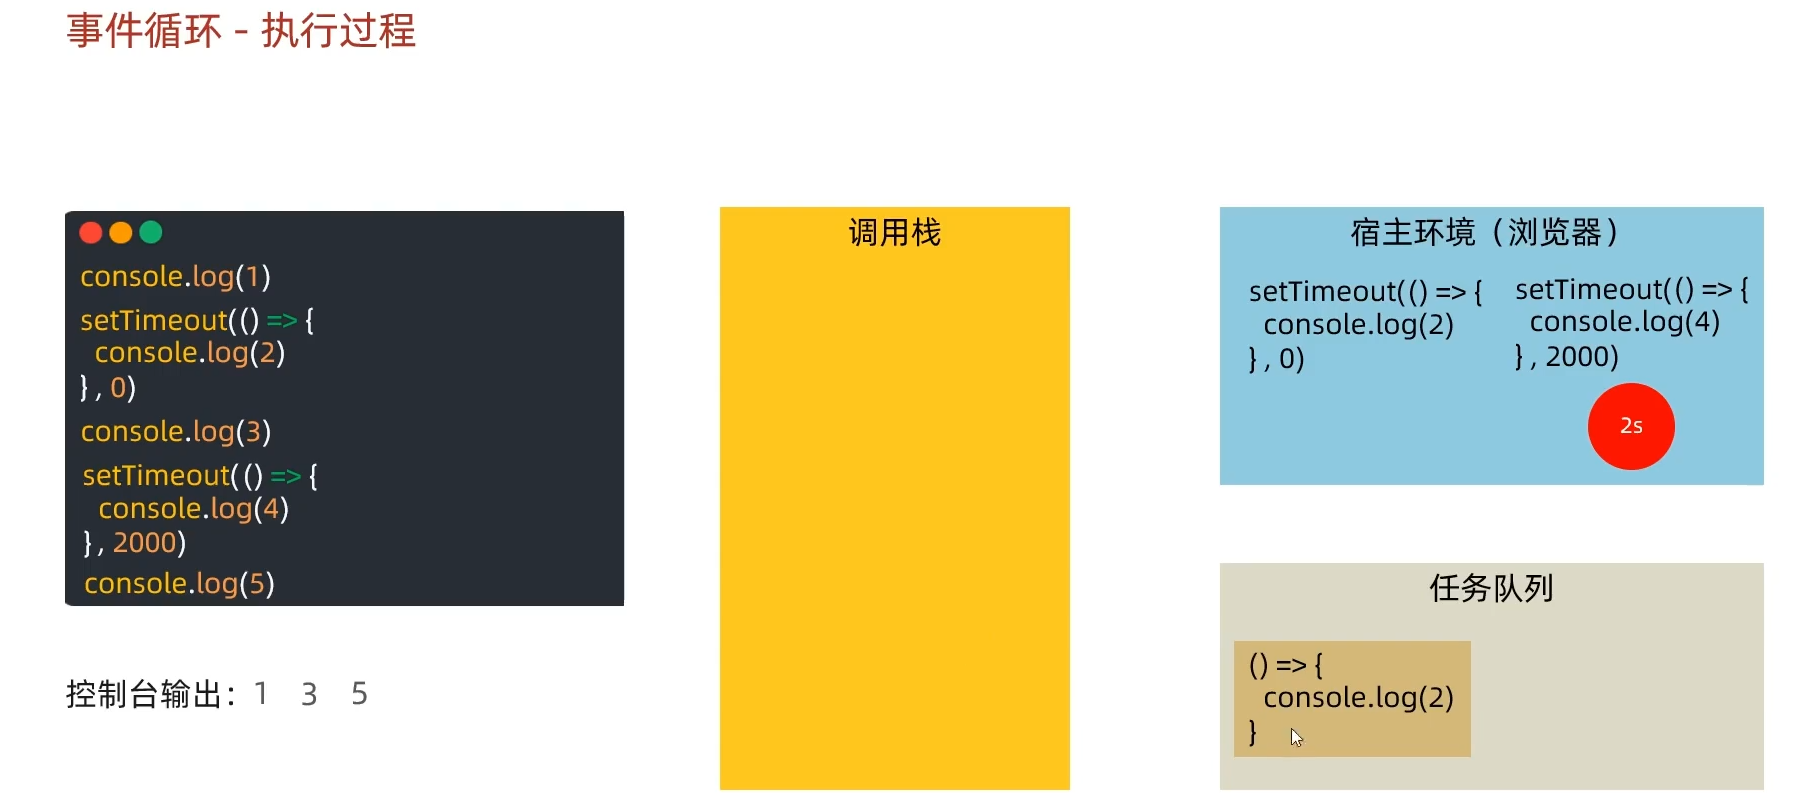 事件循环 - 执行过程
console.log(1)
setTimeout(() => {
console.log(2)
} , 0)
console.log(3)
setTimeout(() => {
console.log(4)
} , 2000)
console.log(5)
控制台输出：1 3 5
调用栈
宿主环境（浏览器）
setTimeout(() => {
console.log(2)
} , 0)
setTimeout(() => {
console.log(4)
} , 2000)
2s
任务队列
() => {
console.log(2)
}